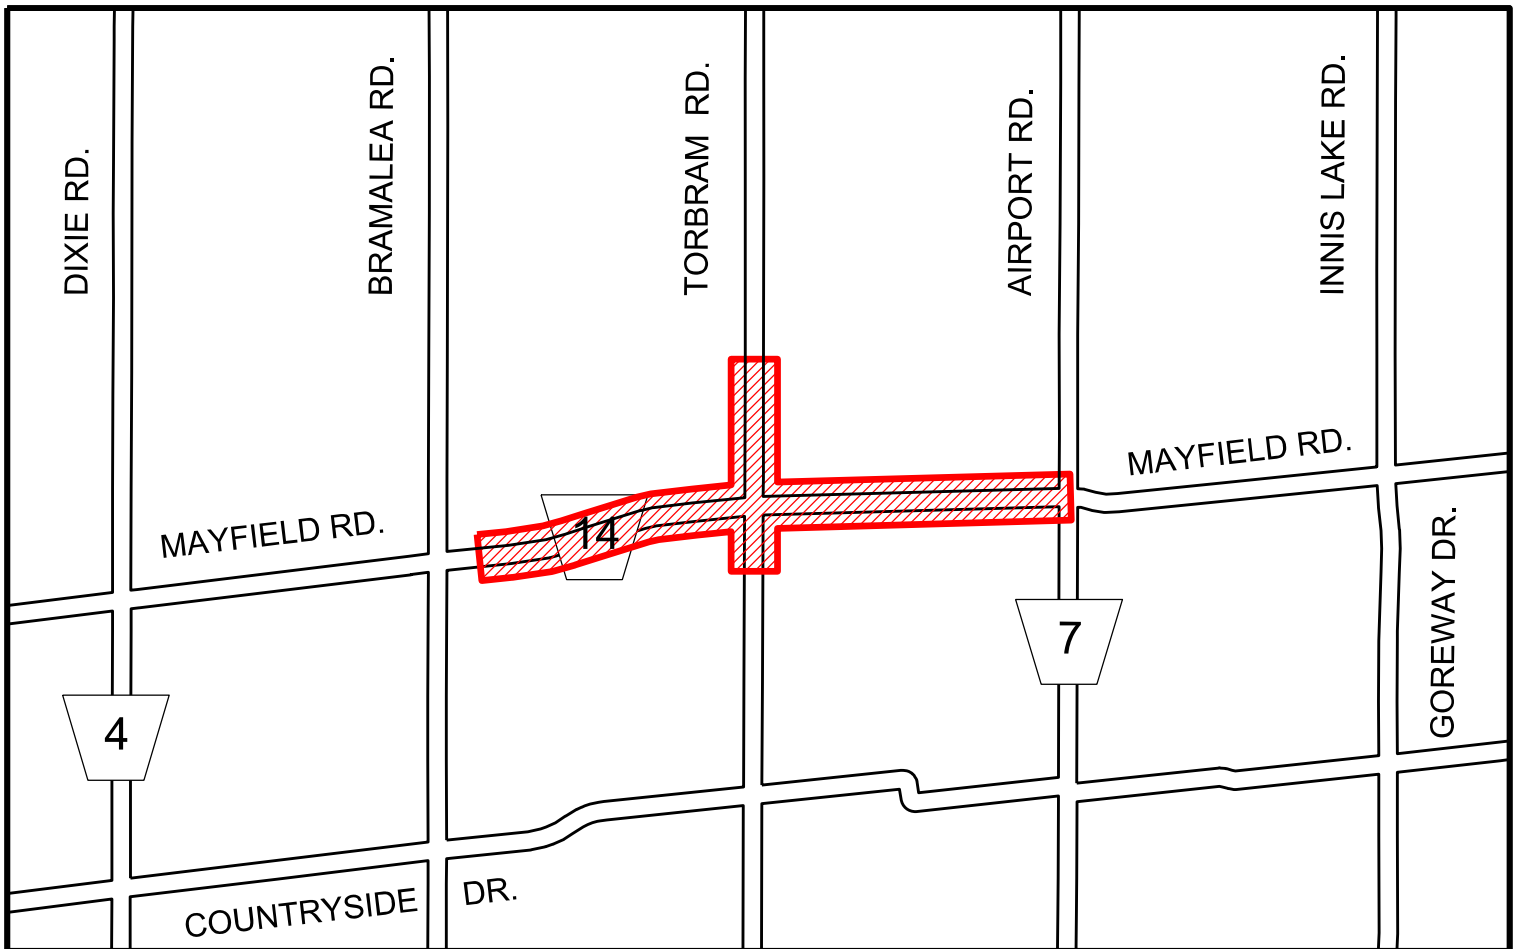 DIXIE RD.
BRAMALEA RD.
TORBRAM RD.
AIRPORT RD.
INNIS LAKE RD.
MAYFIELD RD.
MAYFIELD RD.
14
7
4
GOREWAY DR.
COUNTRYSIDE DR.